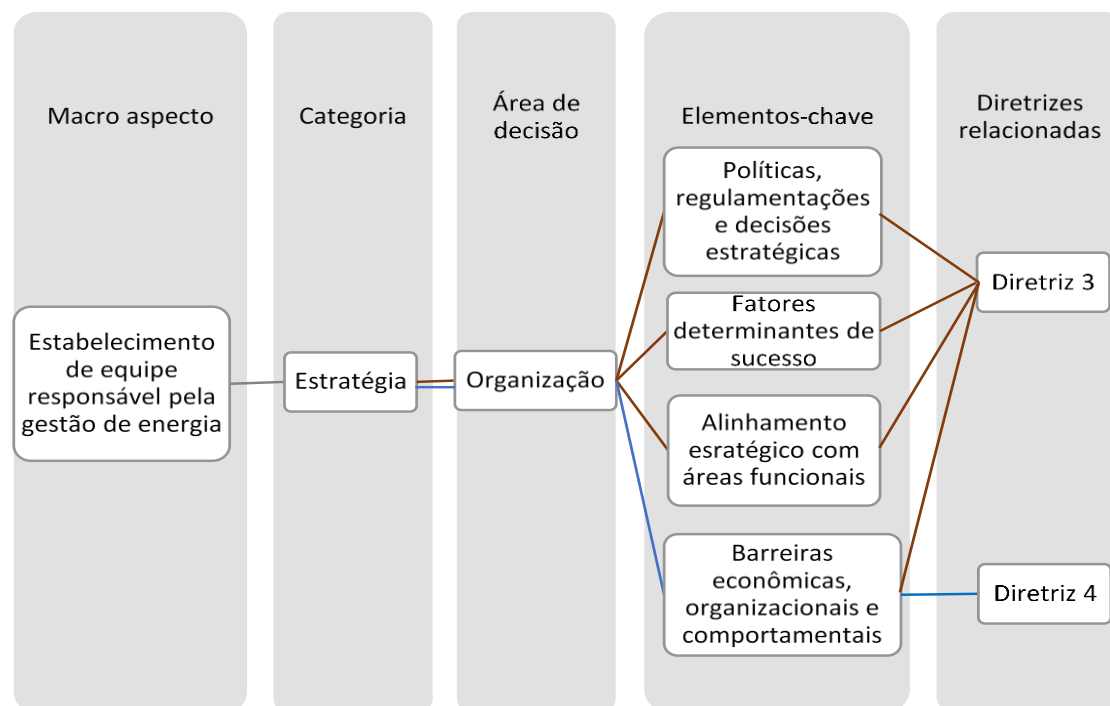 Macro aspecto
Categoria
Área de
decisão
Elementos-chave
Diretrizes
relacionadas
Estabelecimento
de equipe
responsável pela
gestão de energia
Estratégia
Organização
Políticas,
regulamentações
e decisões
estratégicas
Fatores
determinantes de
sucesso
Alinhamento
esratégico com
áreas funcionais
Barreiras
econômicas,
organizacionais e
comportamentais
Diretriz 3
Diretriz 4